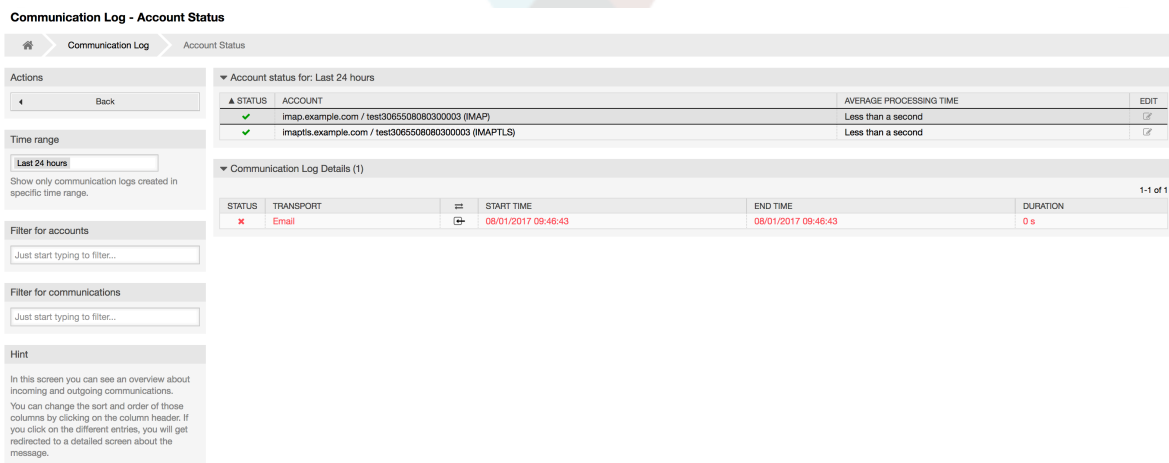 Communication Log - Account Status
Communication Log
Account Status
Actions
Back
Time range
Last 24 hours
Show only communication logs created in
specific time range.
Filter for accounts
Just start typing to filter...
Filter for communications
Just start typing to filter...
Hint
In this screen you can see an overview about
incoming and outgoing communications.
You can change the sort and order of those
columns by clicking on the column header. If
you click on the different entries, you will get
redirected to a detailed screen about the
message.
Account status for: Last 24 hours
STATUS ACCOUNT AVERAGE PROCESSING TIME EDIT
imap.example.com / test3065508080300003 (IMAP) Less than a second
imaptls.example.com / test3065508080300003 (IMAPTLS) Less than a second
Communication Log Details (1)
1-1 of 1
STATUS TRANSPORT START TIME END TIME DURATION
Email 08/01/2017 09:46:43 08/01/2017 09:46:43 0 s